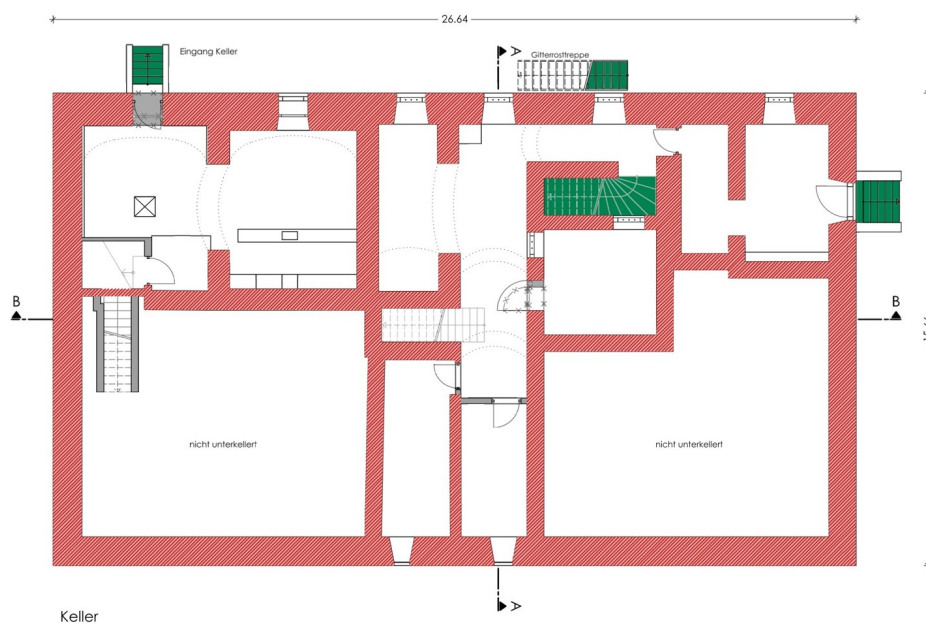 26.64
Eingang Keller
A
Gitterrosttreppe
B
B
nicht unterkellert
nicht unterkellert
A
Keller